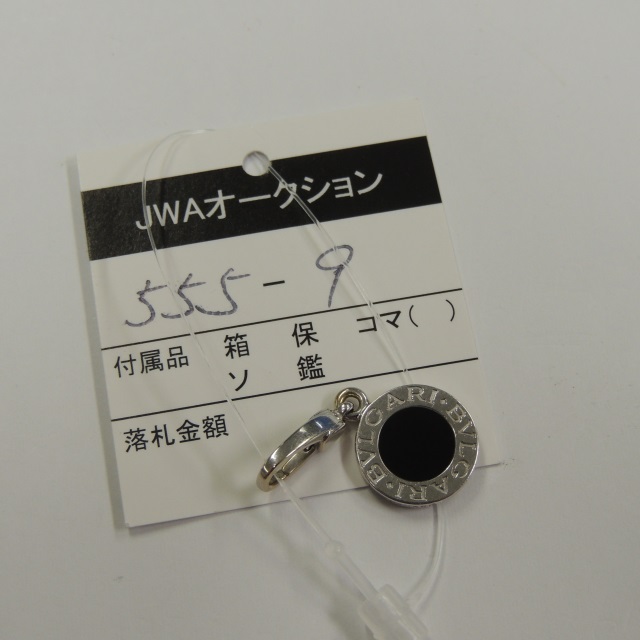 JWAオークション
555-9
付属品 箱 保 コマ( )
ソ 鑑
落札金額
BVLGARI・BVLGARI・